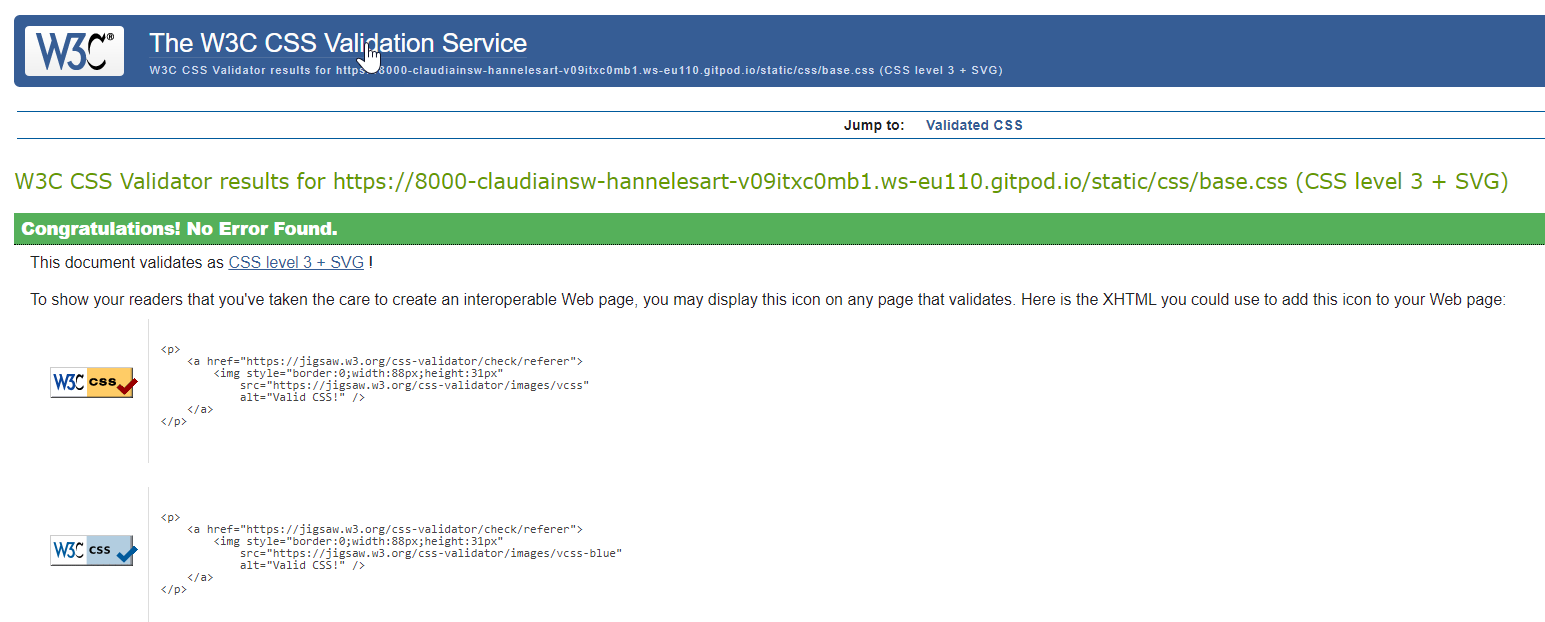 W3C®
The W3C CSS Validation Service
W3C CSS Validator results for https://8000-claudiainsw-hannelesart-v09itxc0mb1.ws-eu110.gitpod.io/static/css/base.css (CSS level 3 + SVG)
Jump to: Validated CSS
W3C CSS Validator results for https://8000-claudiainsw-hannelesart-v09itxc0mb1.ws-eu110.gitpod.io/static/css/base.css (CSS level 3 + SVG)
Congratulations! No Error Found.
This document validates as CSS level 3 + SVG !
To show your readers that you've taken the care to create an interoperable Web page, you may display this icon on any page that validates. Here is the XHTML you could use to add this icon to your Web page:
W3C css
<p>
<a href="https://jigsaw.w3.org/css-validator/check/referer">
<img style="border:0;width:88px;height:31px"
src="https://jigsaw.w3.org/css-validator/images/vcss"
alt="Valid CSS!" />
</a>
</p>
W3C css
<p>
<a href="https://jigsaw.w3.org/css-validator/check/referer">
<img style="border:0;width:88px;height:31px"
src="https://jigsaw.w3.org/css-validator/images/vcss-blue"
alt="Valid CSS!" />
</a>
</p>